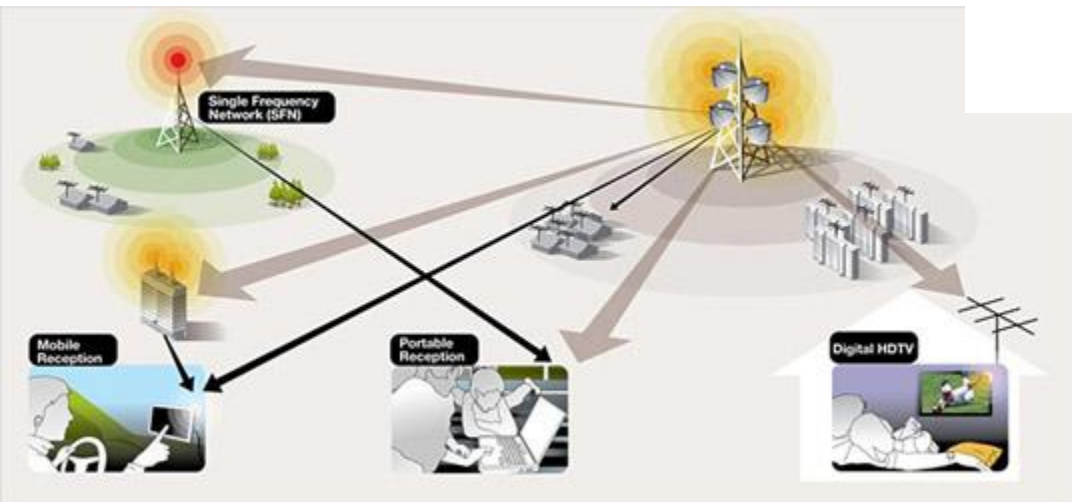 Single Frequency
Network (SFN)
Mobile
Reception
Portable
Reception
Digital HDTV